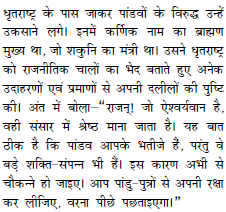 धृतराष्ट्र के पास जाकर पांडवों के विरुद्ध उन्हें
उकसाने लगे। इनमें कर्णिक नाम का ब्राह्मण
मुख्य था, जो शकुनि का मंत्री था। उसने धृतराष्ट्र
को राजनीतिक चालों का भेद बताते हुए अनेक
उदाहरणों एवं प्रमाणों से अपनी दलीलों की पुष्टि
की। अंत में बोला–“राजन्! जो ऐश्वर्यवान है,
वही संसार में श्रेष्ठ माना जाता है। यह बात
ठीक है कि पांडव आपके भतीजे हैं, परंतु वे
बड़े शक्ति-संपन्न भी हैं। इस कारण अभी से
चौकन्ने हो जाइए। आप पांडु-पुत्रों से अपनी रक्षा
कर लीजिए, वरना पीछे पछताइएगा।”